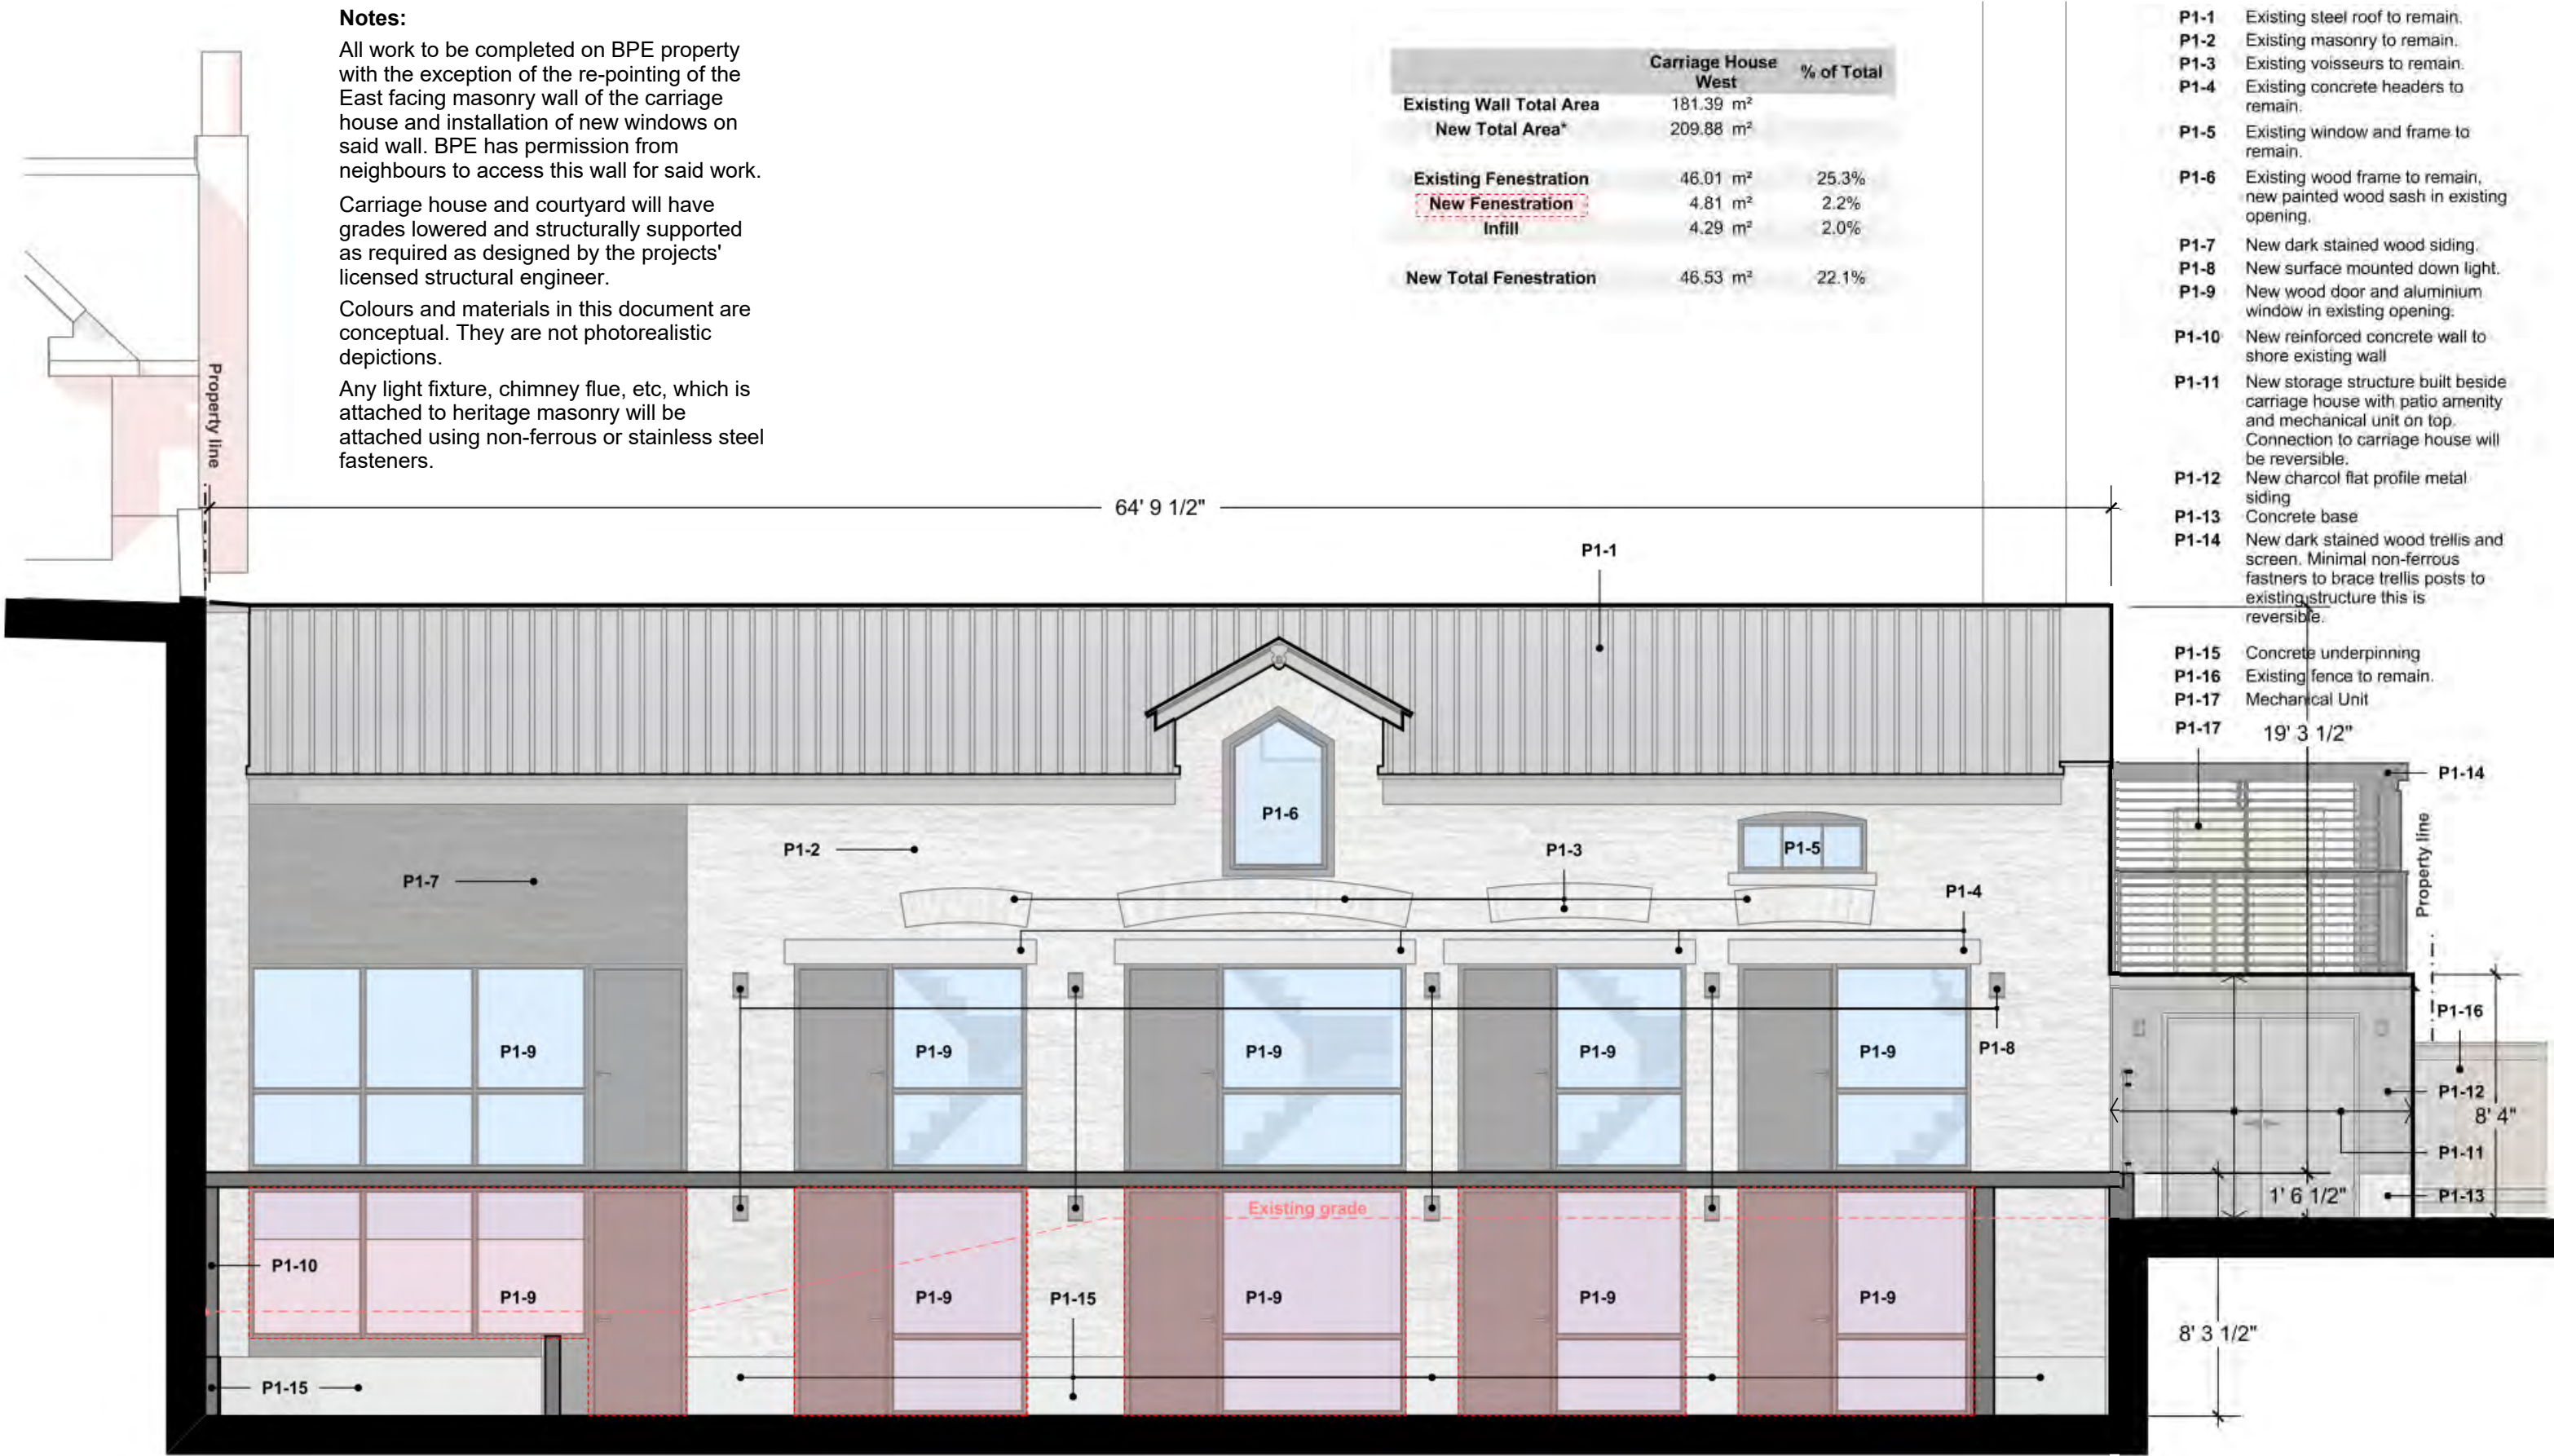 Notes:
All work to be completed on BPE property
with the exception of the re-pointing of the
East facing masonry wall of the carriage
house and installation of new windows on
said wall. BPE has permission from
neighbours to access this wall for said work.
Carriage house and courtyard will have
grades lowered and structurally supported
as required as designed by the projects'
licensed structural engineer.
Colours and materials in this document are
conceptual. They are not photorealistic
depictions.
Any light fixture, chimney flue, etc, which is
attached to heritage masonry will be
attached using non-ferrous or stainless steel
fasteners.
Carriage House
West
% of Total
Existing Wall Total Area 181.39 m²
New Total Area* 209.88 m²
Existing Fenestration 46.01 m² 25.3%
New Fenestration 4.81 m² 2.2%
Infill 4.29 m² 2.0%
New Total Fenestration 46.53 m² 22.1%
P1-1 Existing steel roof to remain.
P1-2 Existing masonry to remain.
P1-3 Existing voisseurs to remain.
P1-4 Existing concrete headers to
remain.
P1-5 Existing window and frame to
remain.
P1-6 Existing wood frame to remain,
new painted wood sash in existing
opening.
P1-7 New dark stained wood siding.
P1-8 New surface mounted down light.
P1-9 New wood door and aluminium
window in existing opening.
P1-10 New reinforced concrete wall to
shore existing wall
P1-11 New storage structure built beside
carriage house with patio amenity
and mechanical unit on top.
Connection to carriage house will
be reversible.
P1-12 New charcol flat profile metal
siding
P1-13 Concrete base
P1-14 New dark stained wood trellis and
screen. Minimal non-ferrous
fastners to brace trellis posts to
existing structure this is
reversible.
P1-15 Concrete underpinning
P1-16 Existing fence to remain.
P1-17 Mechanical Unit
Property line
64' 9 1/2"
P1-1
P1-17
19' 3 1/2"
P1-14
P1-6
P1-2
P1-3
P1-5
P1-7
P1-4
Property line
P1-16
P1-9
P1-9
P1-9
P1-9
P1-9
P1-8
P1-12
8' 4"
P1-11
1' 6 1/2"
P1-13
Existing grade
P1-10
P1-9
P1-9
P1-15
P1-9
P1-9
P1-9
8' 3 1/2"
P1-15